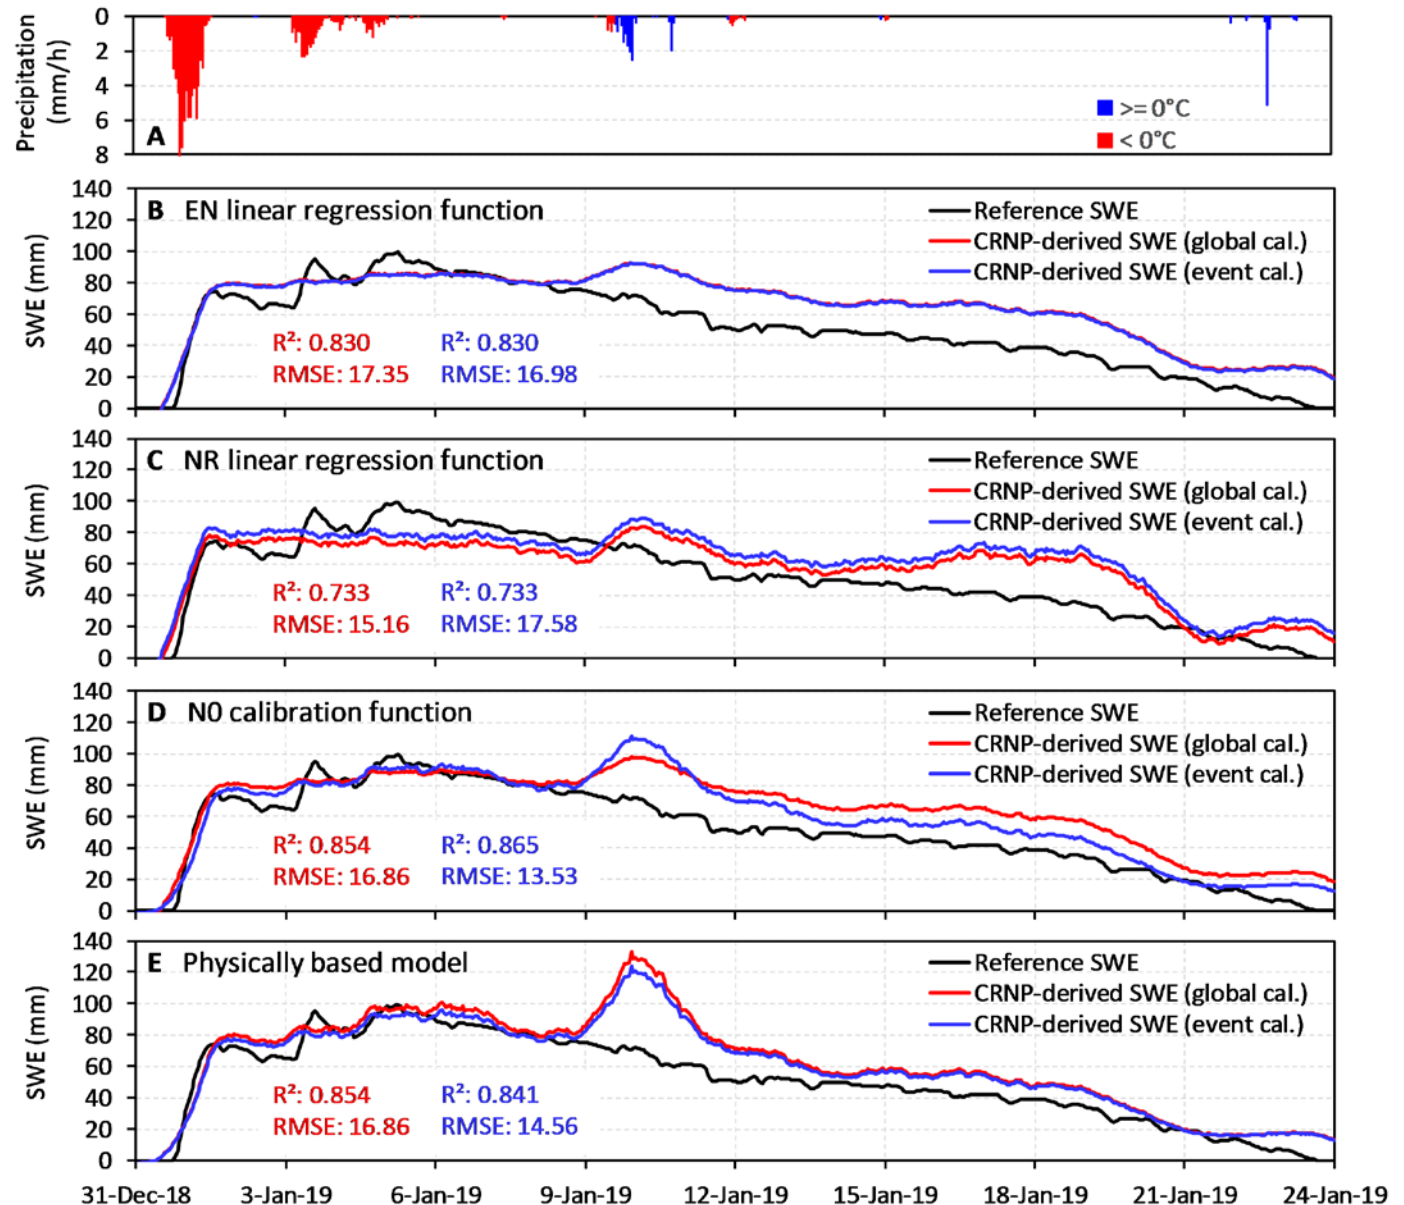 Precipitation
(mm/h)
0
2
4
6
8
A
>= 0°C
< 0°C
SWE (mm)
140
120
100
80
60
40
20
0
B EN linear regression function
Reference SWE
CRNP-derived SWE (global cal.)
CRNP-derived SWE (event cal.)
R²: 0.830 R²: 0.830
RMSE: 17.35 RMSE: 16.98
SWE (mm)
140
120
100
80
60
40
20
0
C NR linear regression function
Reference SWE
CRNP-derived SWE (global cal.)
CRNP-derived SWE (event cal.)
R²: 0.733 R²: 0.733
RMSE: 15.16 RMSE: 17.58
SWE (mm)
140
120
100
80
60
40
20
0
D N0 calibration function
Reference SWE
CRNP-derived SWE (global cal.)
CRNP-derived SWE (event cal.)
R²: 0.854 R²: 0.865
RMSE: 16.86 RMSE: 13.53
SWE (mm)
140
120
100
80
60
40
20
0
E Physically based model
Reference SWE
CRNP-derived SWE (global cal.)
CRNP-derived SWE (event cal.)
R²: 0.854 R²: 0.841
RMSE: 16.86 RMSE: 14.56
31-Dec-18 3-Jan-19 6-Jan-19 9-Jan-19 12-Jan-19 15-Jan-19 18-Jan-19 21-Jan-19 24-Jan-19